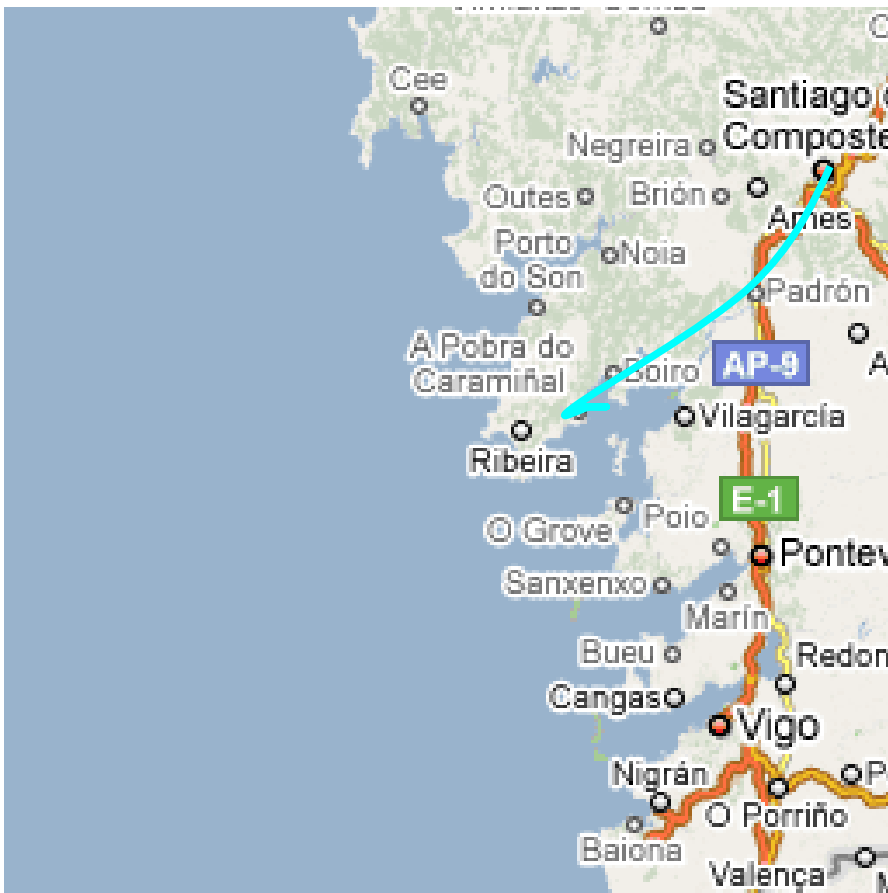 Cee
Santiago
Composte
Negreira
Outes
Brión
Ames
Porto
do Son
Noia
Padrón
A Pobra do
Caramiñal
Boiro
AP-9
A
Vilagarcía
Ribeira
E-1
O Grove
Poio
Pontev
Sanxenxo
Marín
Bueu
Redon
Cangas
Vigo
Nigrán
P
O Porriño
Baiona
Valença